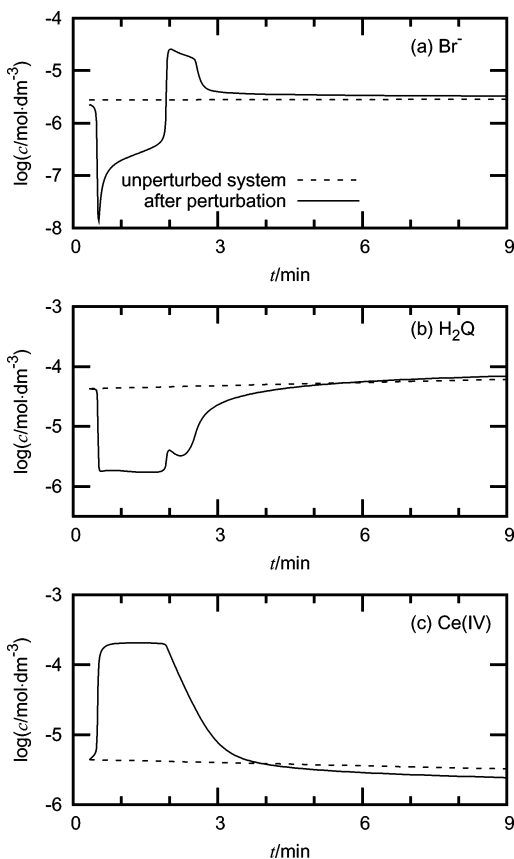 -4
(a) Br⁻
-5
log(c/mol·dm⁻³)
-6
-7
unperturbed system
after perturbation
-8
0
3
6
9
t/min
-3
(b) H₂Q
-4
log(c/mol·dm⁻³)
-5
-6
0
3
6
9
t/min
-3
(c) Ce(IV)
-4
log(c/mol·dm⁻³)
-5
-6
0
3
6
9
t/min